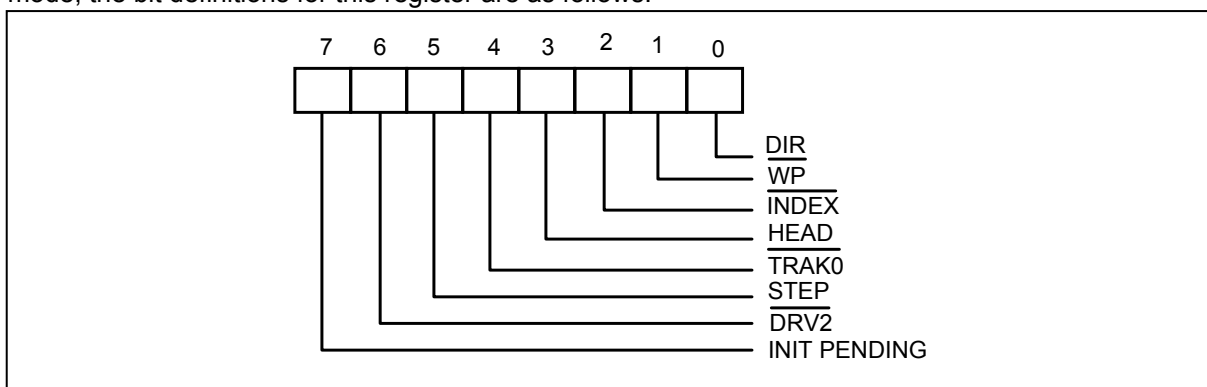 mode, the bit definitions for this register are as follows:
7 6 5 4 3 2 1 0
DIR
WP
INDEX
HEAD
TRAK0
STEP
DRV2
INIT PENDING